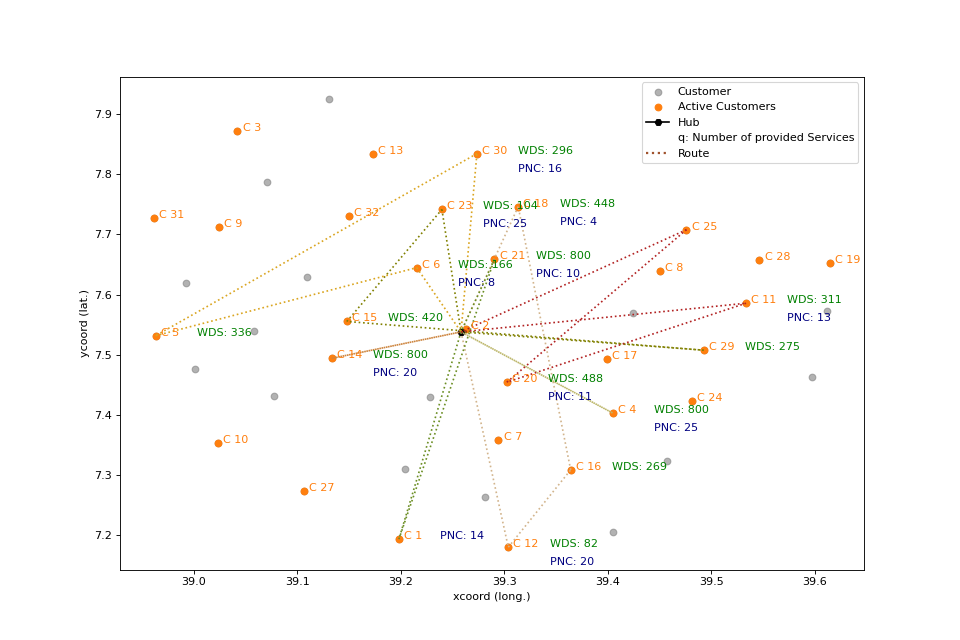 Customer
Active Customers
Hub
q: Number of provided Services
Route
7.9
7.8
7.7
7.6
7.5
7.4
7.3
7.2
ycoord (lat.)
39.0
39.1
39.2
39.3
39.4
39.5
39.6
xcoord (long.)
C 3
C 13
C 30
WDS: 296
PNC: 16
C 31
C 9
C 32
C 23
WDS: 104
PNC: 25
C 18
WDS: 448
PNC: 4
C 25
C 6
WDS: 166
PNC: 8
C 21
WDS: 800
PNC: 10
C 8
C 28
C 19
C 11
WDS: 311
PNC: 13
C 5
WDS: 336
C 15
WDS: 420
C 2
C 14
WDS: 800
PNC: 20
C 29
WDS: 275
C 17
C 20
WDS: 488
PNC: 11
C 24
C 4
WDS: 800
PNC: 25
C 10
C 7
C 16
WDS: 269
C 27
C 1
PNC: 14
C 12
WDS: 82
PNC: 20